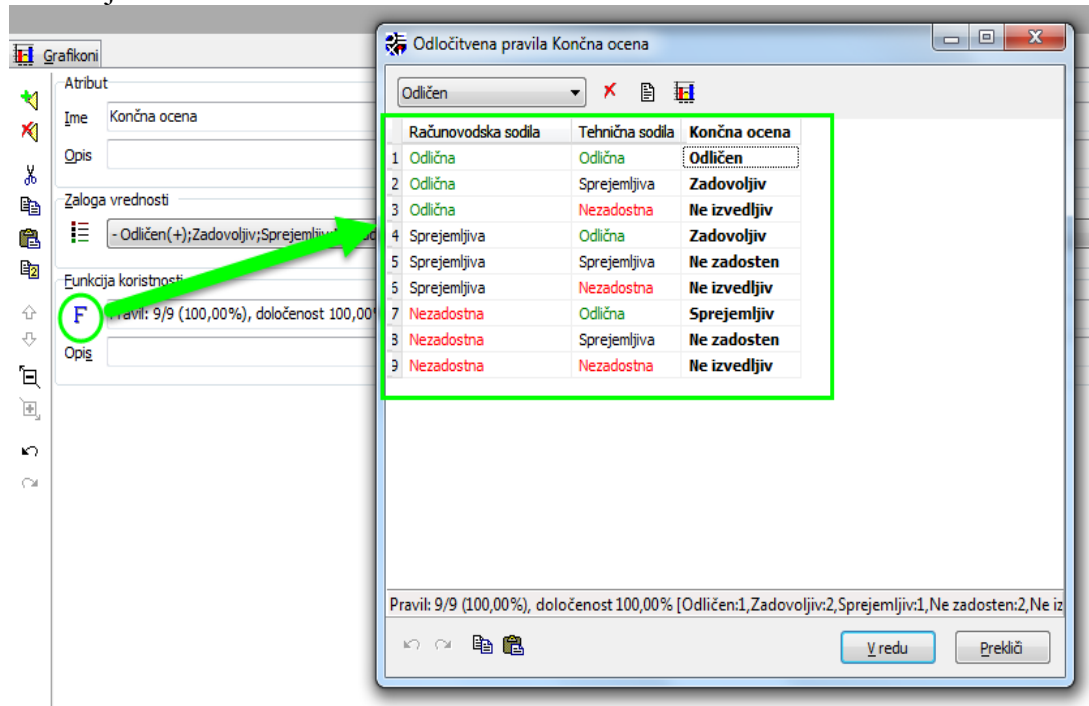 Grafikoni
Atribut
Ime Končna ocena
Opis
Zaloga vrednosti
- Odličen(+);Zadovoljiv;Sprejemljiv
Funkcija koristnosti
F Pravil: 9/9 (100,00%), določenost 100,00
Opis
Odločitvena pravila Končna ocena
Odličen
Računovodska sodila Tehnična sodila Končna ocena
1 Odlična Odlična Odličen
2 Odlična Sprejemljiva Zadovoljiv
3 Odlična Nezadostna Ne izvedljiv
4 Sprejemljiva Odlična Zadovoljiv
5 Sprejemljiva Sprejemljiva Ne zadosten
6 Sprejemljiva Nezadostna Ne izvedljiv
7 Nezadostna Odlična Sprejemljiv
8 Nezadostna Sprejemljiva Ne zadosten
9 Nezadostna Nezadostna Ne izvedljiv
Pravil: 9/9 (100,00%), določenost 100,00% [Odličen:1,Zadovoljiv:2,Sprejemljiv:1,Ne zadosten:2,Ne iz
V redu Prekliči